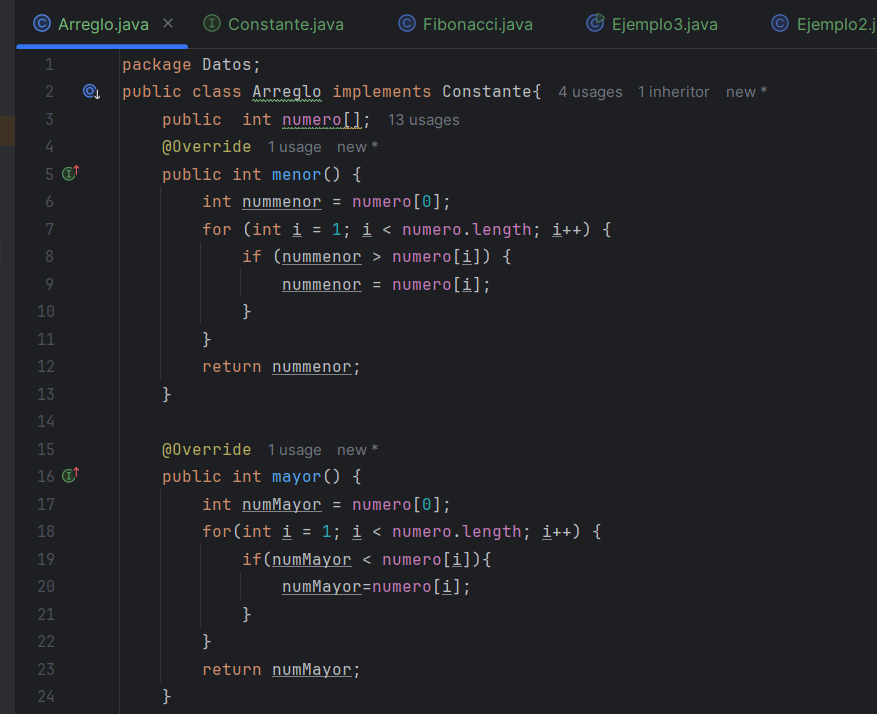 Arreglo.java × Constante.java Fibonacci.java Ejemplo3.java Ejemplo2.j
1 package Datos;
2 public class Arreglo implements Constante{ 4 usages 1 inheritor new *
3 public  int numero[]; 13 usages
4 @Override 1 usage new *
5 public int menor() {
6 int nummenor = numero[0];
7 for (int i = 1; i < numero.length; i++) {
8 if (nummenor > numero[i]) {
9 nummenor = numero[i];
10 }
11 }
12 return nummenor;
13 }
14
15 @Override 1 usage new *
16 public int mayor() {
17 int numMayor = numero[0];
18 for(int i = 1; i < numero.length; i++) {
19 if(numMayor < numero[i]){
20 numMayor=numero[i];
21 }
22 }
23 return numMayor;
24 }